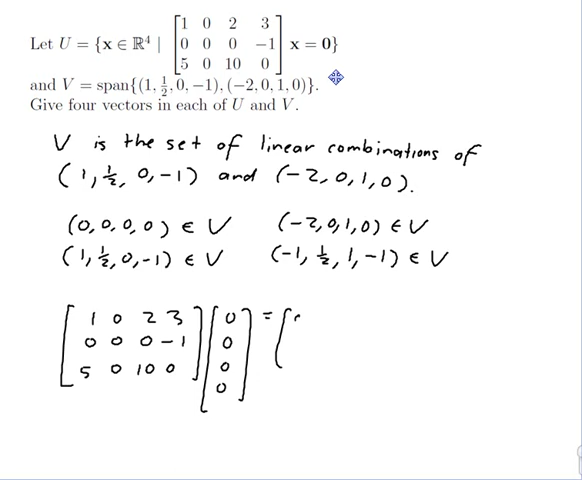 Let U = {x ∈ ℝ⁴ | [1 0 2 3
0 0 0 −1
5 0 10 0] x = 0}
and V = span{(1, 1/2, 0, −1), (−2, 0, 1, 0)}.
Give four vectors in each of U and V.
V is the set of linear combinations of
(1, 1/2, 0, −1) and (−2, 0, 1, 0).
(0, 0, 0, 0) ∈ V (−2, 0, 1, 0) ∈ V
(1, 1/2, 0, −1) ∈ V (−1, 1/2, 1, −1) ∈ V
[1 0 2 3] [0] = [
0 0 0 −1 0
5 0 10 0 0
0